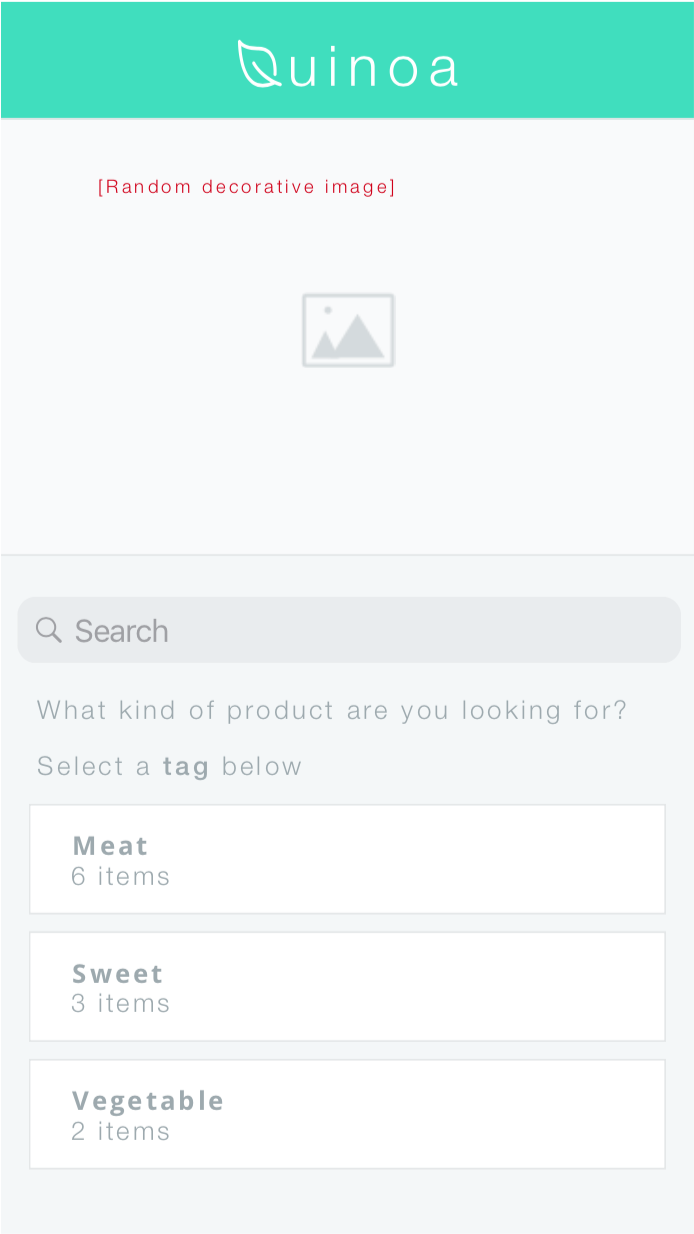 Quinoa
[Random decorative image]
Search
What kind of product are you looking for?
Select a tag below
Meat
6 items
Sweet
3 items
Vegetable
2 items